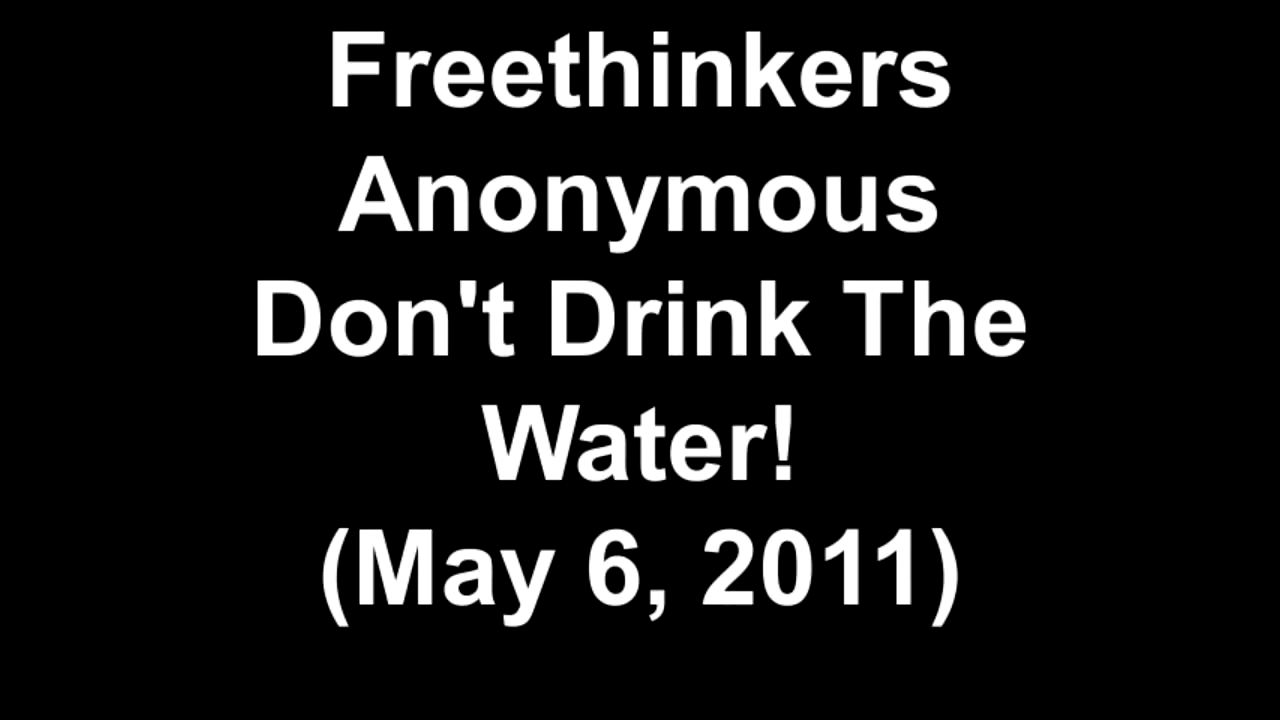 Freethinkers
Anonymous
Don't Drink The
Water!
(May 6, 2011)